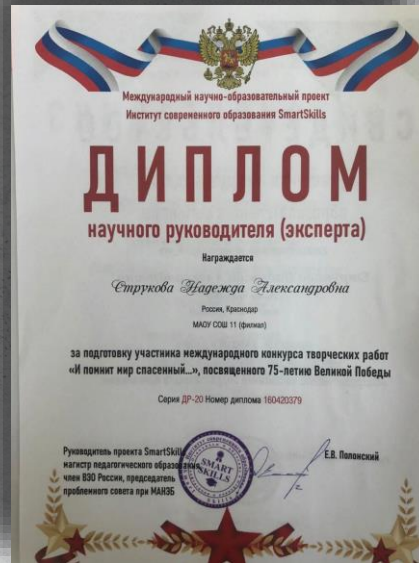 Международный научно-образовательный проект
Институт современного образования SmartSkills
ДИПЛОМ
научного руководителя (эксперта)
Награждается
Струкова Надежда Александровна
Россия, Краснодар
МАОУ СОШ 11 (филиал)
за подготовку участника международного конкурса творческих работ
«И помнит мир спасенный...», посвященного 75-летию Великой Победы
Серия ДР-20 Номер диплома 160420379
Руководитель проекта SmartSkills
магистр педагогического образования
член ВЭО России, председатель
проблемного совета при МАНЭБ
SMART
SKILLS
Е.В. Полонский